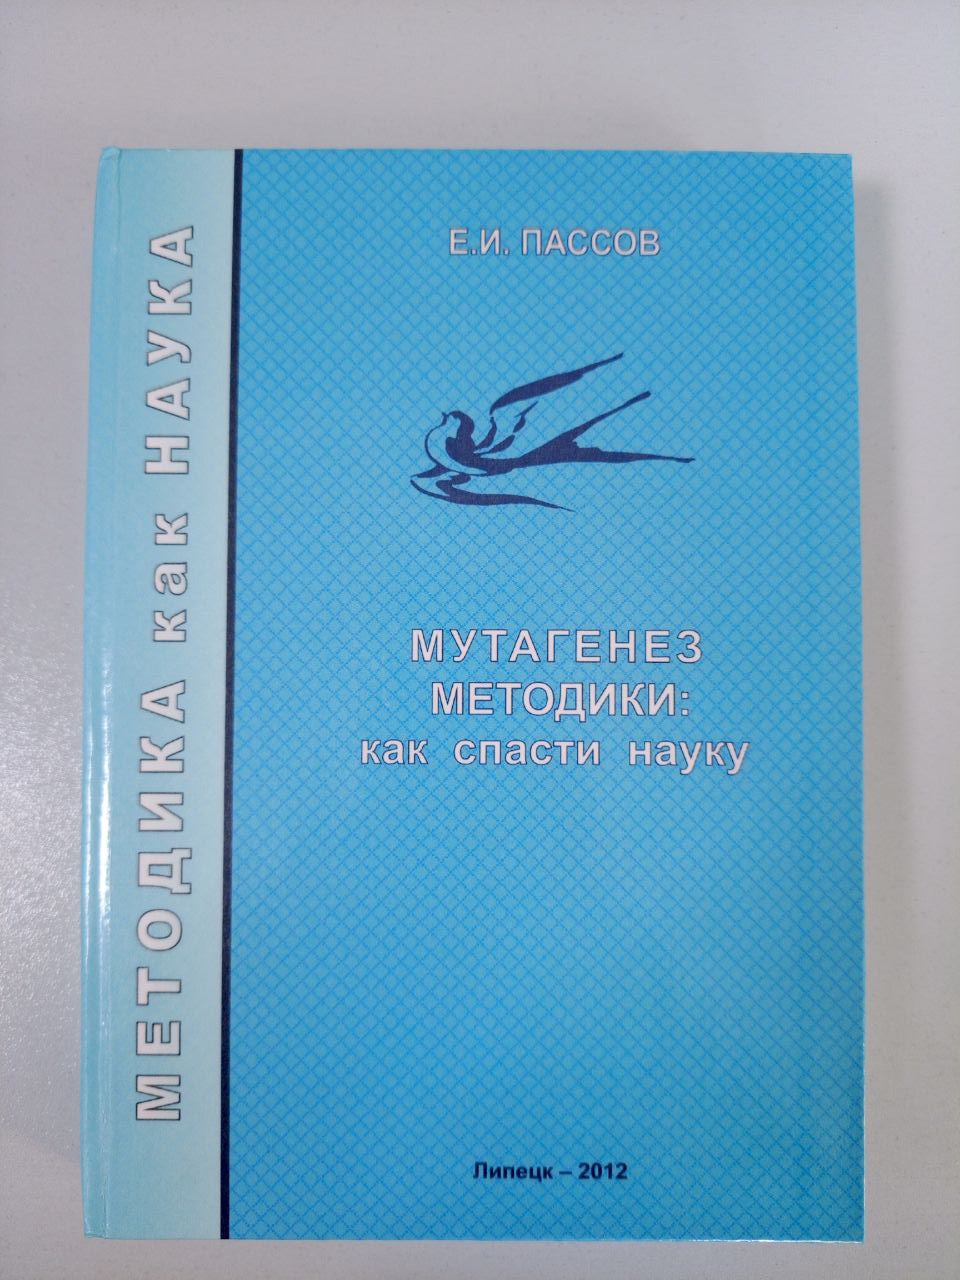 МЕТОДИКА как НАУКА
Е.И. ПАССОВ
МУТАГЕНЕЗ
МЕТОДИКИ:
как спасти науку
Липецк – 2012